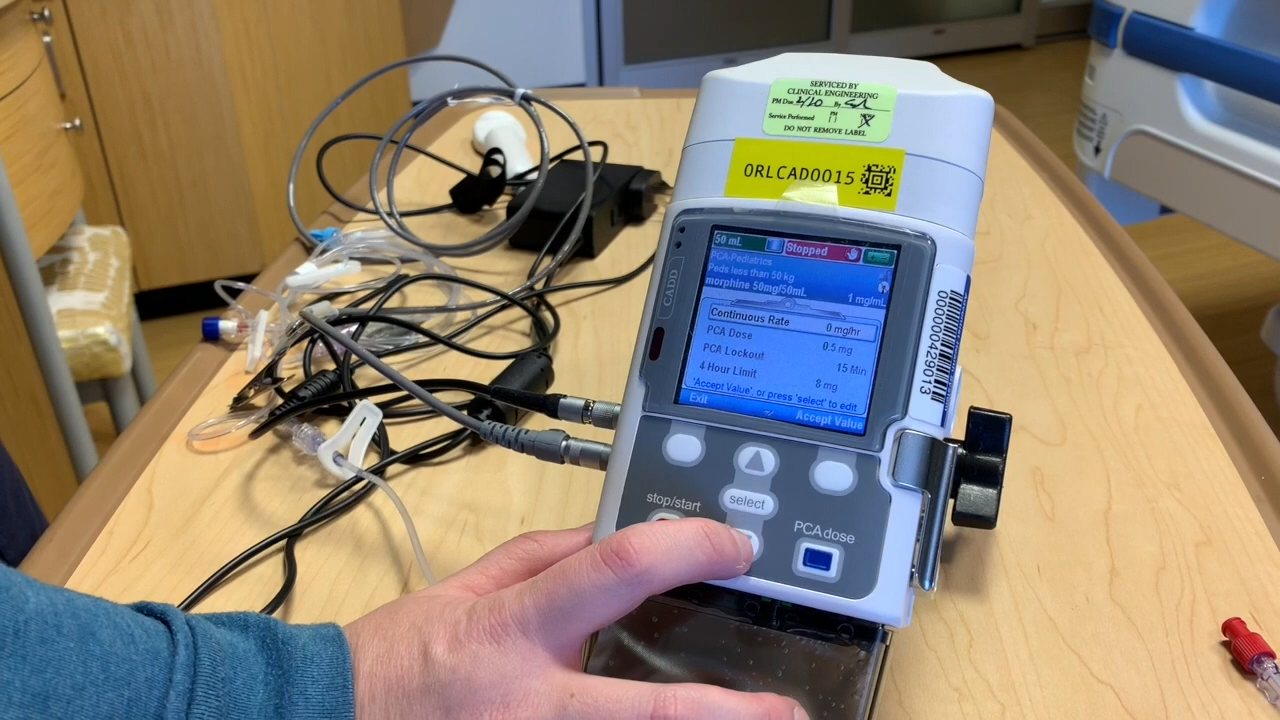 SERVICED BY
CLINICAL ENGINEERING
PM Due 2/20 By
Service Performed PM
DO NOT REMOVE LABEL
ORLCAD0015
50 mL Stopped
PCA-Pediatrics
Peds less than 50 kg
morphine 50mg/50mL 1 mg/mL
Continuous Rate 0 mg/hr
PCA Dose 0.5 mg
PCA Lockout 15 Min
4 Hour Limit 8 mg
'Accept Value', or press 'select' to edit
Exit Accept Value
CADD
select
stop/start
PCA dose